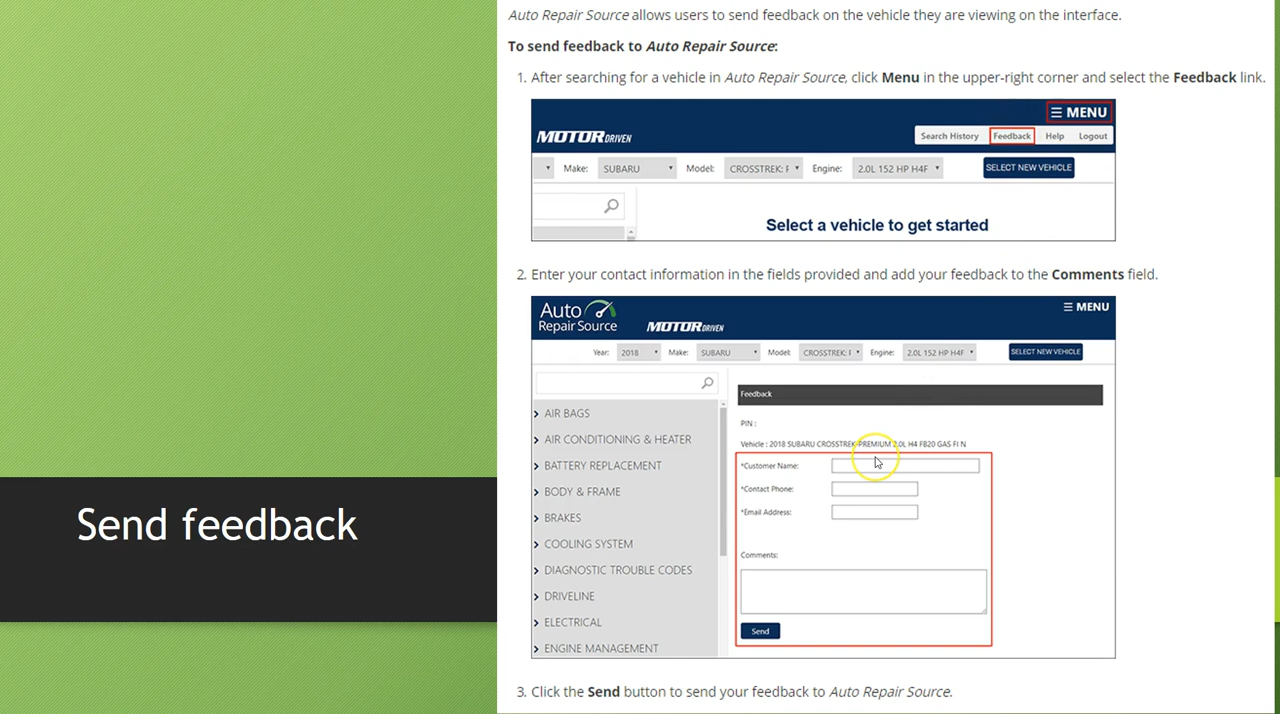 Send feedback
Auto Repair Source allows users to send feedback on the vehicle they are viewing on the interface.
To send feedback to Auto Repair Source:
1. After searching for a vehicle in Auto Repair Source, click Menu in the upper-right corner and select the Feedback link.
☰ MENU
MOTOR DRIVEN
Search History Feedback Help Logout
Make: SUBARU Model: CROSSTREK: F Engine: 2.0L 152 HP H4F SELECT NEW VEHICLE
Select a vehicle to get started
2. Enter your contact information in the fields provided and add your feedback to the Comments field.
Auto
Repair Source MOTOR DRIVEN ☰ MENU
Year: 2018 Make: SUBARU Model: CROSSTREK: F Engine: 2.0L 152 HP H4F SELECT NEW VEHICLE
AIR BAGS
AIR CONDITIONING & HEATER
BATTERY REPLACEMENT
BODY & FRAME
BRAKES
COOLING SYSTEM
DIAGNOSTIC TROUBLE CODES
DRIVELINE
ELECTRICAL
ENGINE MANAGEMENT
Feedback
PIN :
Vehicle : 2018 SUBARU CROSSTREK-PREMIUM 2.0L H4 FB20 GAS FI N
*Customer Name:
*Contact Phone:
*Email Address:
Comments:
Send
3. Click the Send button to send your feedback to Auto Repair Source.